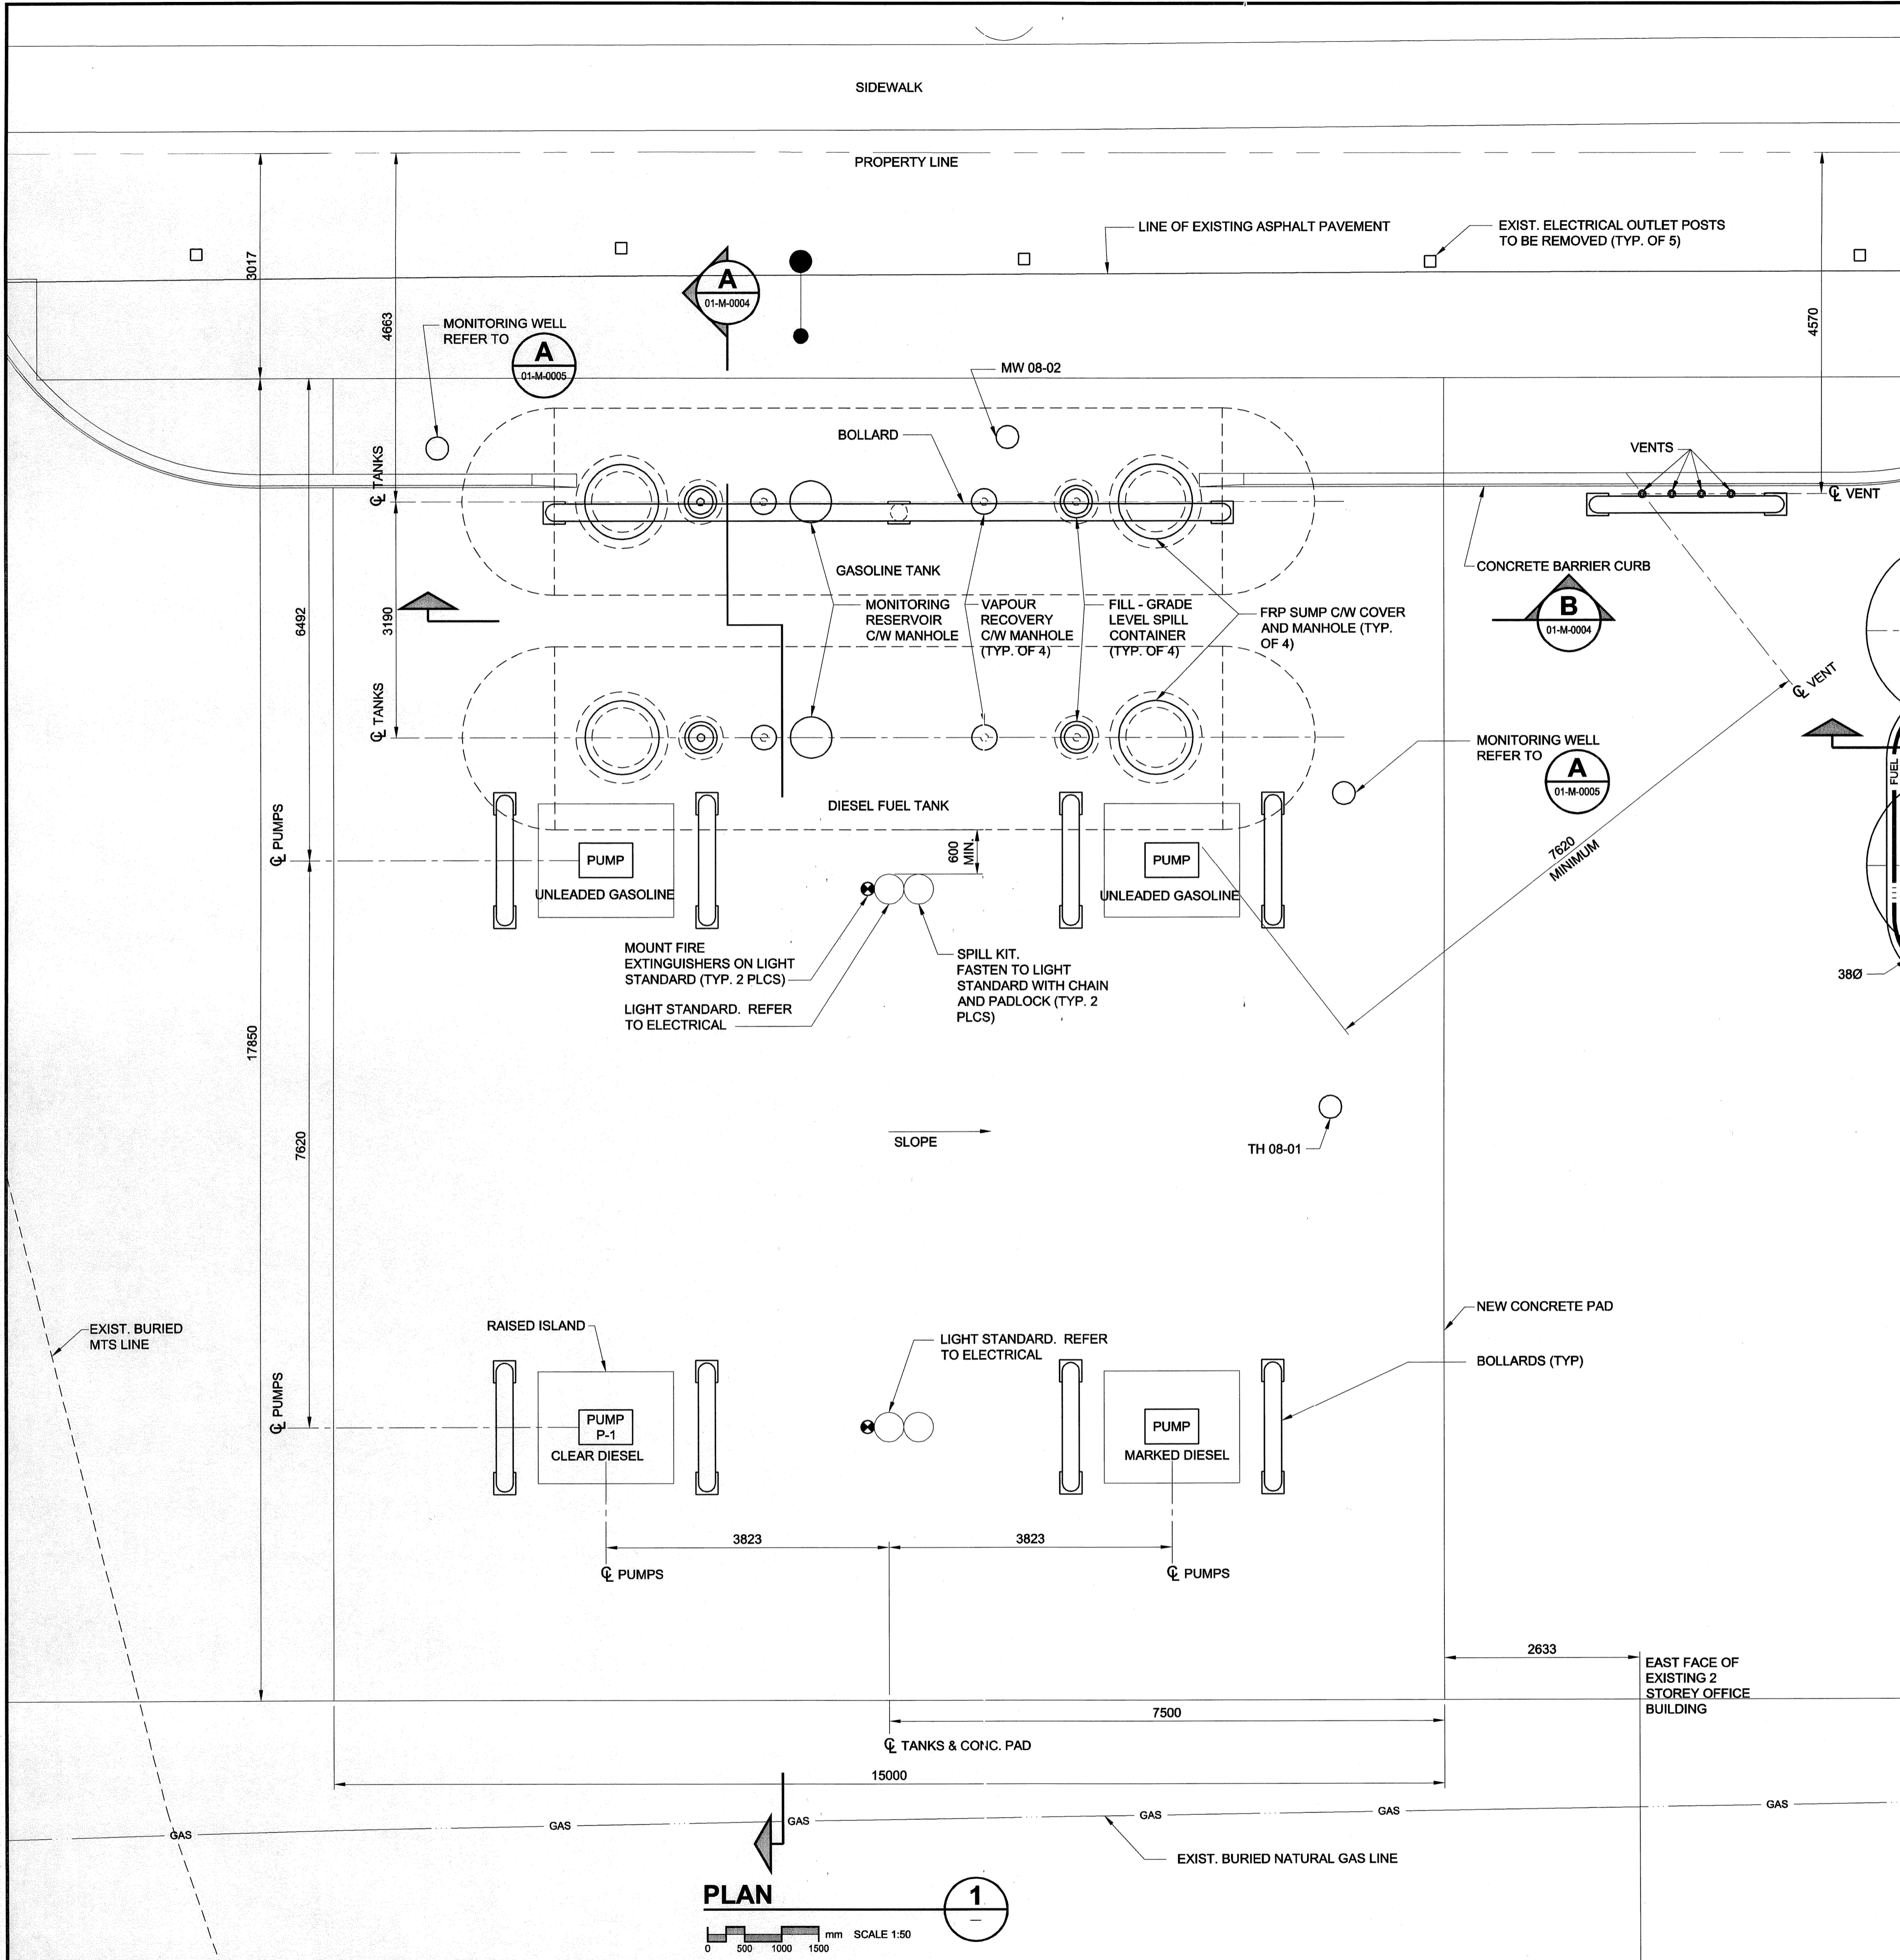 SIDEWALK
PROPERTY LINE
LINE OF EXISTING ASPHALT PAVEMENT
EXIST. ELECTRICAL OUTLET POSTS
TO BE REMOVED (TYP. OF 5)
3017
4663
4570
A
01-M-0004
MONITORING WELL
REFER TO
A
01-M-0005
MW 08-02
BOLLARD
VENTS
℄ TANKS
℄ VENT
GASOLINE TANK
CONCRETE BARRIER CURB
B
01-M-0004
MONITORING
RESERVOIR
C/W MANHOLE
VAPOUR
RECOVERY
C/W MANHOLE
(TYP. OF 4)
FILL - GRADE
LEVEL SPILL
CONTAINER
(TYP. OF 4)
FRP SUMP C/W COVER
AND MANHOLE (TYP.
OF 4)
6492
3190
℄ TANKS
℄ VENT
MONITORING WELL
REFER TO
A
01-M-0005
FUEL
DIESEL FUEL TANK
℄ PUMPS
PUMP
UNLEADED GASOLINE
600
MIN.
PUMP
UNLEADED GASOLINE
7620
MINIMUM
MOUNT FIRE
EXTINGUISHERS ON LIGHT
STANDARD (TYP. 2 PLCS)
LIGHT STANDARD. REFER
TO ELECTRICAL
SPILL KIT.
FASTEN TO LIGHT
STANDARD WITH CHAIN
AND PADLOCK (TYP. 2
PLCS)
38Ø
17850
7620
SLOPE
TH 08-01
EXIST. BURIED
MTS LINE
RAISED ISLAND
LIGHT STANDARD. REFER
TO ELECTRICAL
NEW CONCRETE PAD
BOLLARDS (TYP)
℄ PUMPS
PUMP
P-1
CLEAR DIESEL
PUMP
MARKED DIESEL
3823
3823
℄ PUMPS
℄ PUMPS
2633
EAST FACE OF
EXISTING 2
STOREY OFFICE
BUILDING
7500
℄ TANKS & CONC. PAD
15000
GAS
GAS
GAS
GAS
GAS
GAS
EXIST. BURIED NATURAL GAS LINE
PLAN
1
—
0 500 1000 1500
mm SCALE 1:50